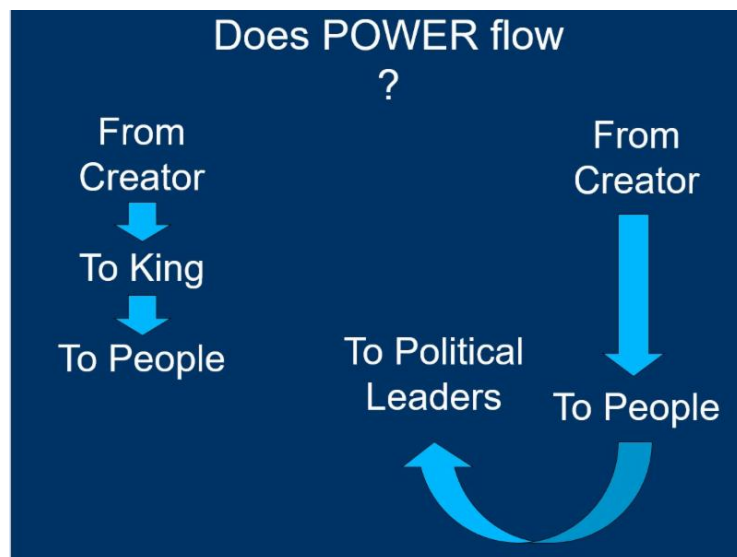 Does POWER flow
?
From
Creator
To King
To People
From
Creator
To People
To Political
Leaders